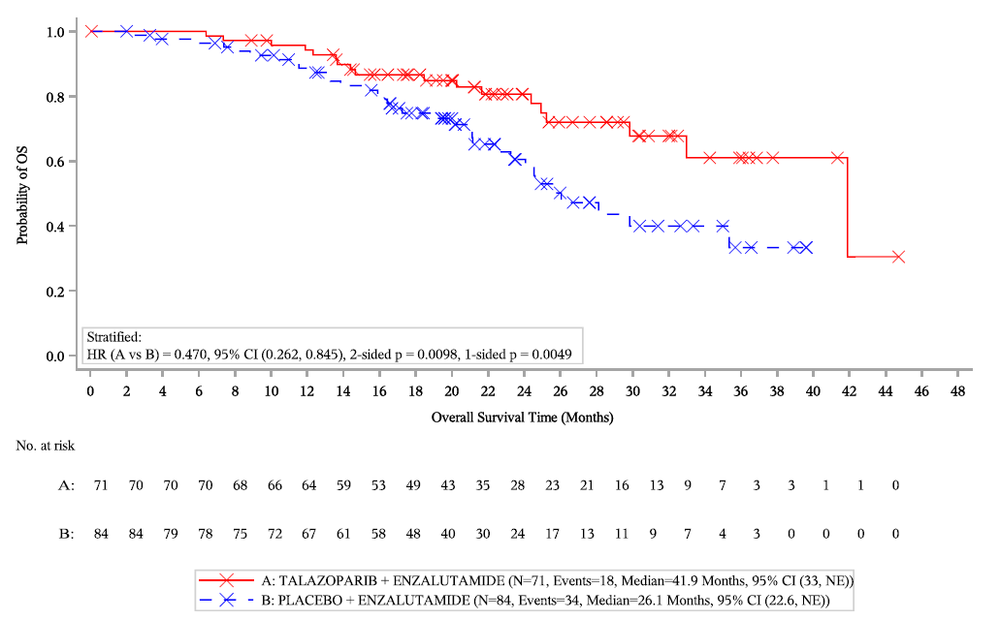 1.0
0.8
0.6
0.4
0.2
0.0
Probability of OS
Stratified:
HR (A vs B) = 0.470, 95% CI (0.262, 0.845), 2-sided p = 0.0098, 1-sided p = 0.0049
0 2 4 6 8 10 12 14 16 18 20 22 24 26 28 30 32 34 36 38 40 42 44 46 48
Overall Survival Time (Months)
No. at risk
A: 71 70 70 70 68 66 64 59 53 49 43 35 28 23 21 16 13 9 7 3 3 1 1 0
B: 84 84 79 78 75 72 67 61 58 48 40 30 24 17 13 11 9 7 4 3 0 0 0 0
A: TALAZOPARIB + ENZALUTAMIDE (N=71, Events=18, Median=41.9 Months, 95% CI (33, NE))
B: PLACEBO + ENZALUTAMIDE (N=84, Events=34, Median=26.1 Months, 95% CI (22.6, NE))